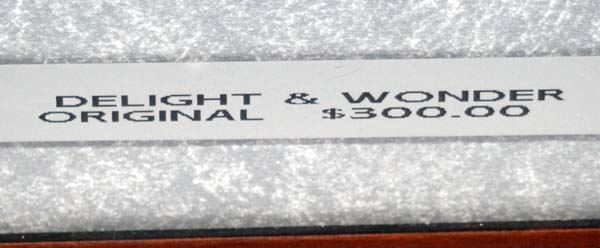 DELIGHT & WONDER
ORIGINAL $300.00